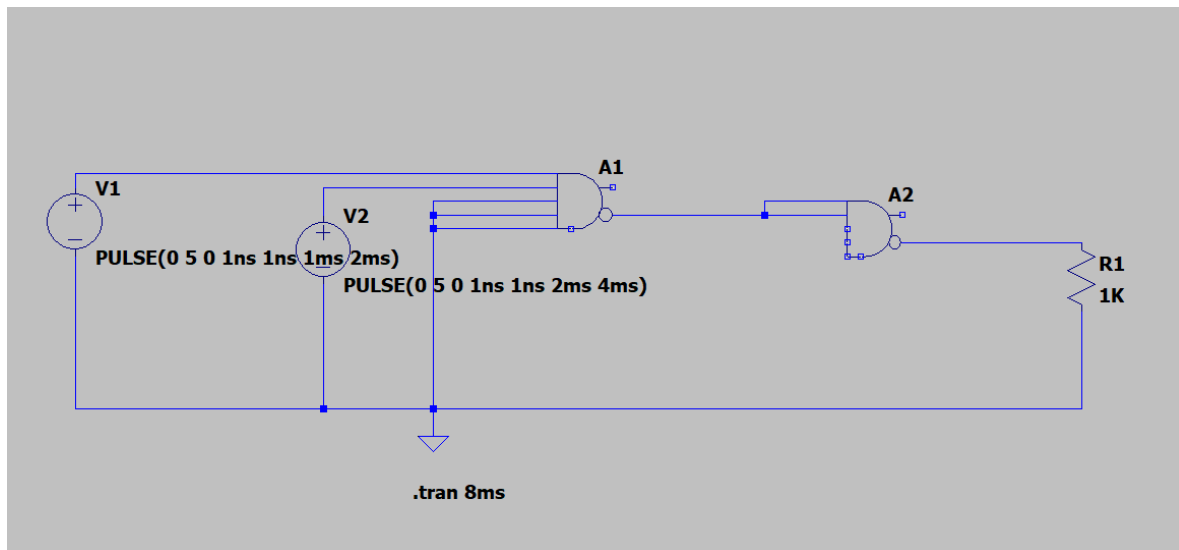 A1
V1
A2
V2
PULSE(0 5 0 1ns 1ns 1ms 2ms)
R1
PULSE(0 5 0 1ns 1ns 2ms 4ms)
1K
.tran 8ms